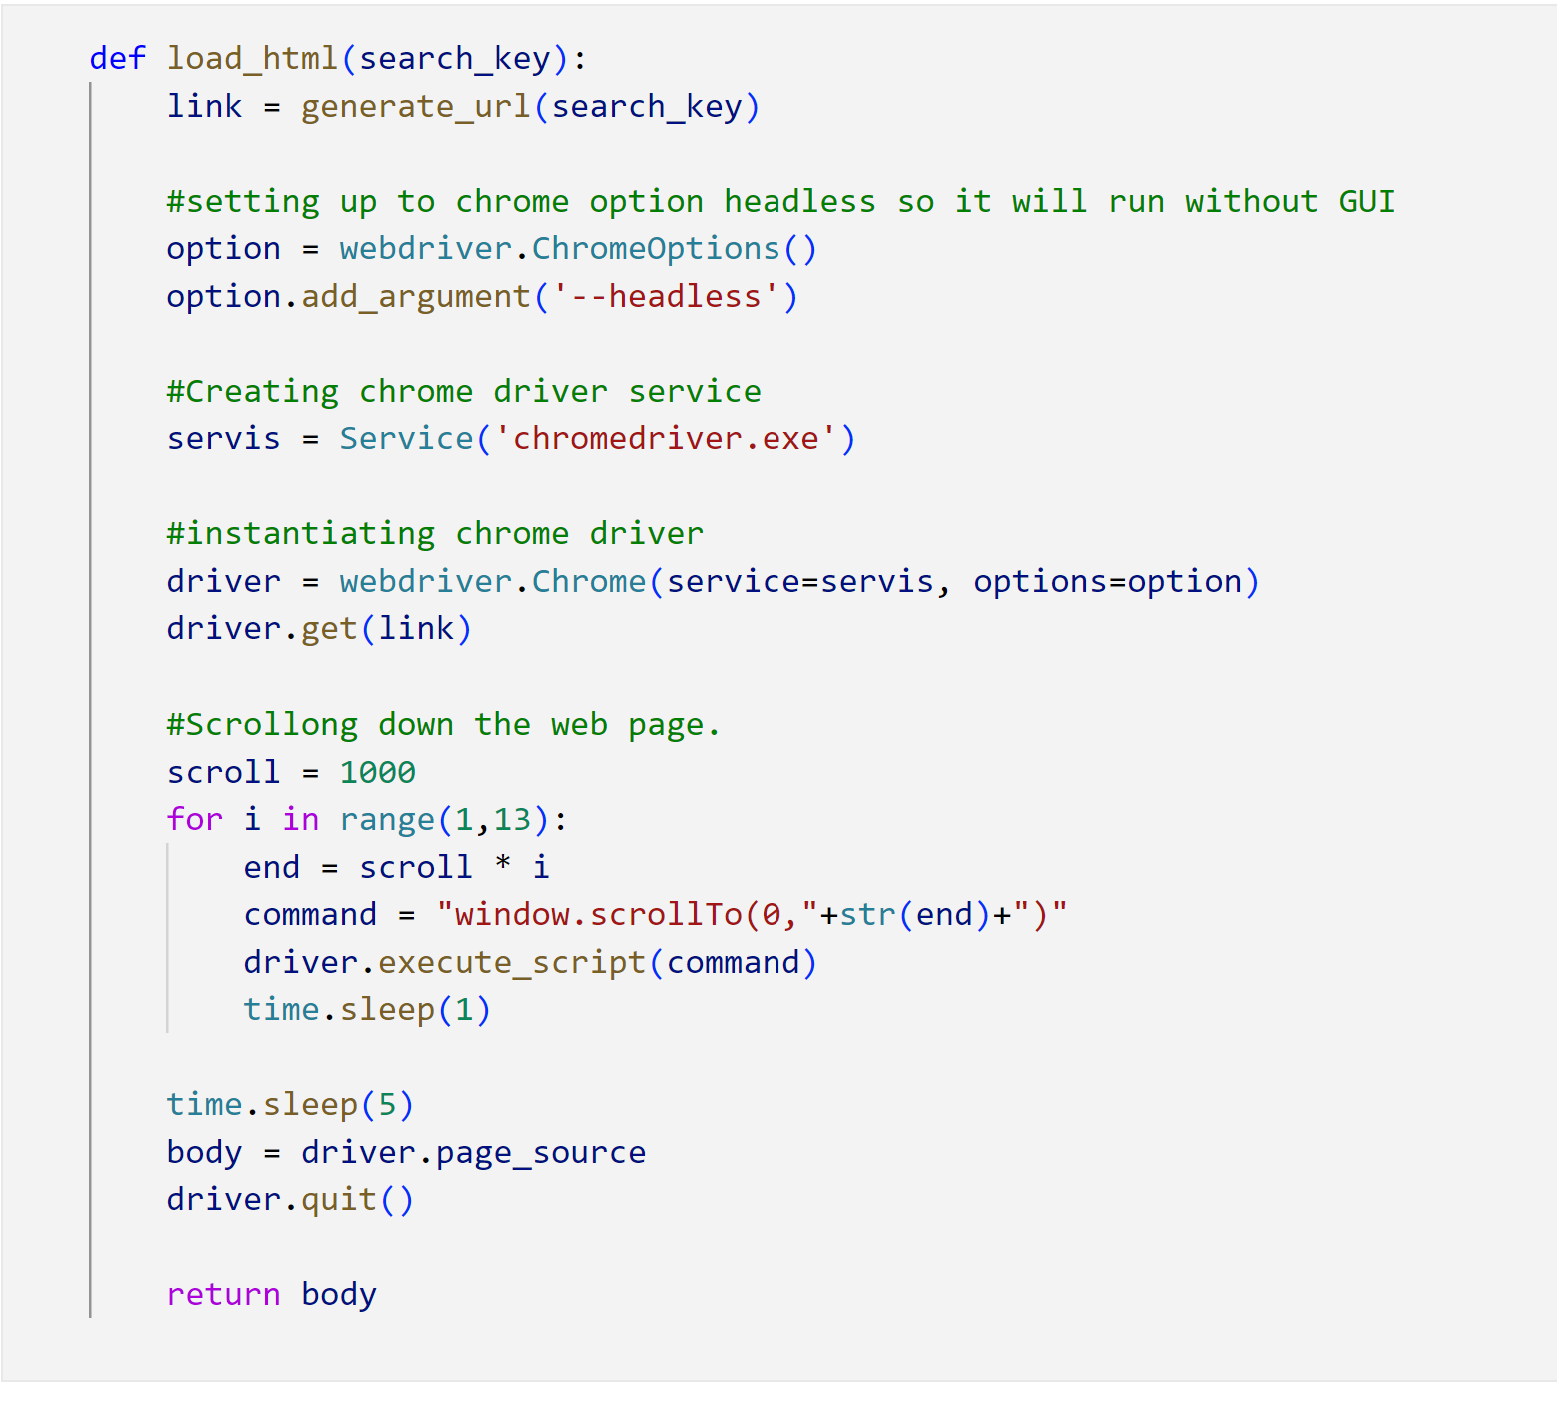 def load_html(search_key):
    link = generate_url(search_key)

    #setting up to chrome option headless so it will run without GUI
    option = webdriver.ChromeOptions()
    option.add_argument('--headless')

    #Creating chrome driver service
    servis = Service('chromedriver.exe')

    #instantiating chrome driver
    driver = webdriver.Chrome(service=servis, options=option)
    driver.get(link)

    #Scrollong down the web page.
    scroll = 1000
    for i in range(1,13):
        end = scroll * i
        command = "window.scrollTo(0,"+str(end)+")"
        driver.execute_script(command)
        time.sleep(1)

    time.sleep(5)
    body = driver.page_source
    driver.quit()

    return body